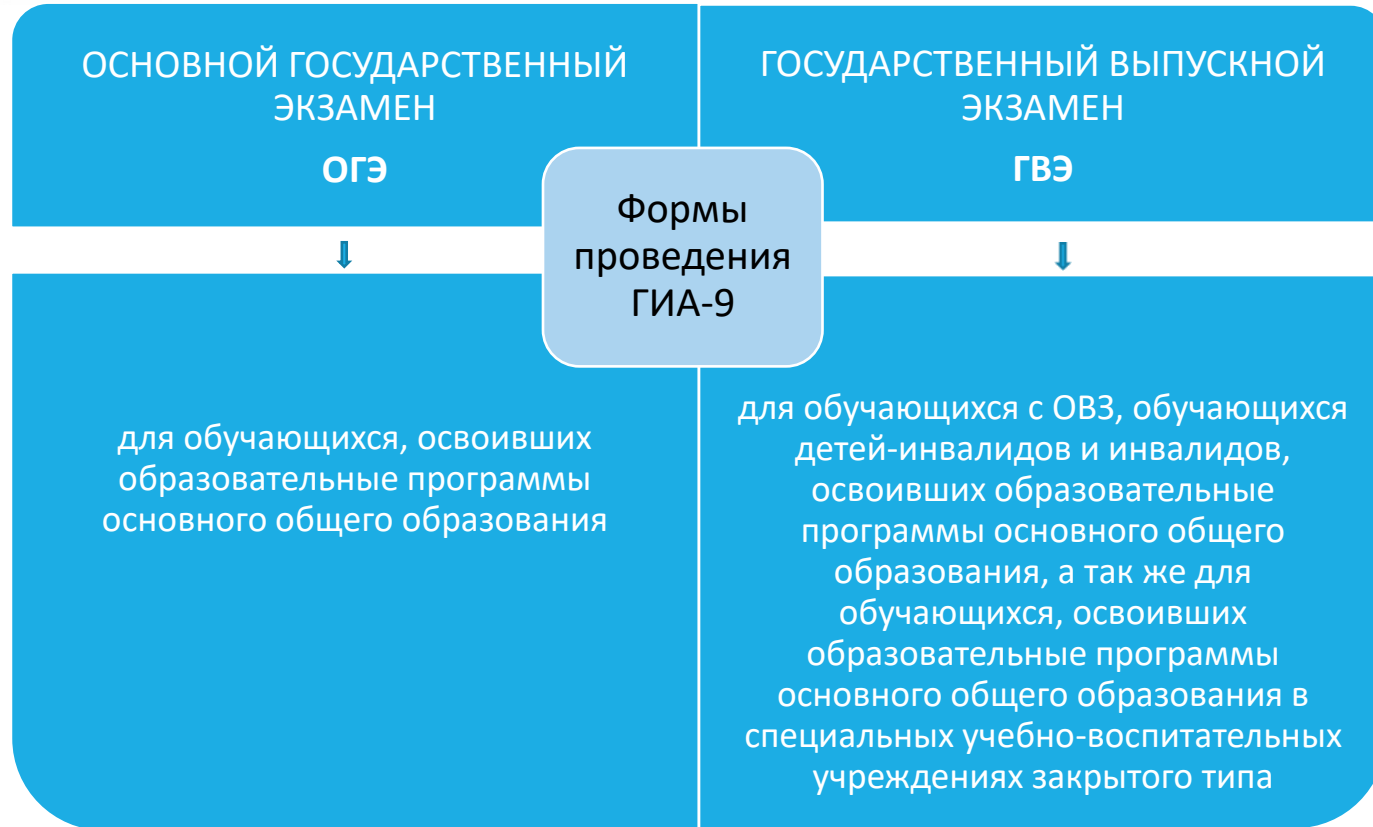 ОСНОВНОЙ ГОСУДАРСТВЕННЫЙ
ЭКЗАМЕН
ОГЭ
ГОСУДАРСТВЕННЫЙ ВЫПУСКНОЙ
ЭКЗАМЕН
ГВЭ
Формы
проведения
ГИА-9
для обучающихся, освоивших
образовательные программы
основного общего образования
для обучающихся с ОВЗ, обучающихся
детей-инвалидов и инвалидов,
освоивших образовательные
программы основного общего
образования, а так же для
обучающихся, освоивших
образовательные программы
основного общего образования в
специальных учебно-воспитательных
учреждениях закрытого типа